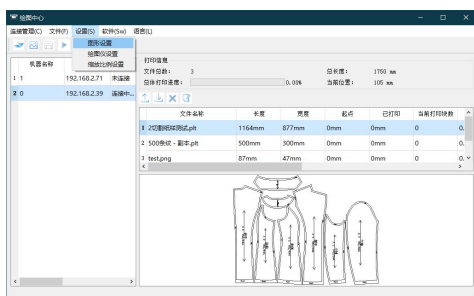 绘图中心
连接管理(C) 文件(F) 设置(S) 软件(Sw) 语言(L)
图形设置
绘图仪设置
缩放比例设置
机器名称
1 1 192.168.2.71 未连接
2 0 192.168.2.39 连接中...
打印信息
文件总数: 3 总长度: 1750 mm
总体打印进度: 0.00% 当前位置: 105 mm
文件名称 长度 宽度 起点 已打印 当前打印块数
1 2切割纸样测试.plt 1164mm 877mm 0mm 0mm 0 0.
2 500条纹 - 副本.plt 500mm 300mm 0mm 0mm 0 0.
3 test.png 87mm 47mm 0mm 0mm 0 0.